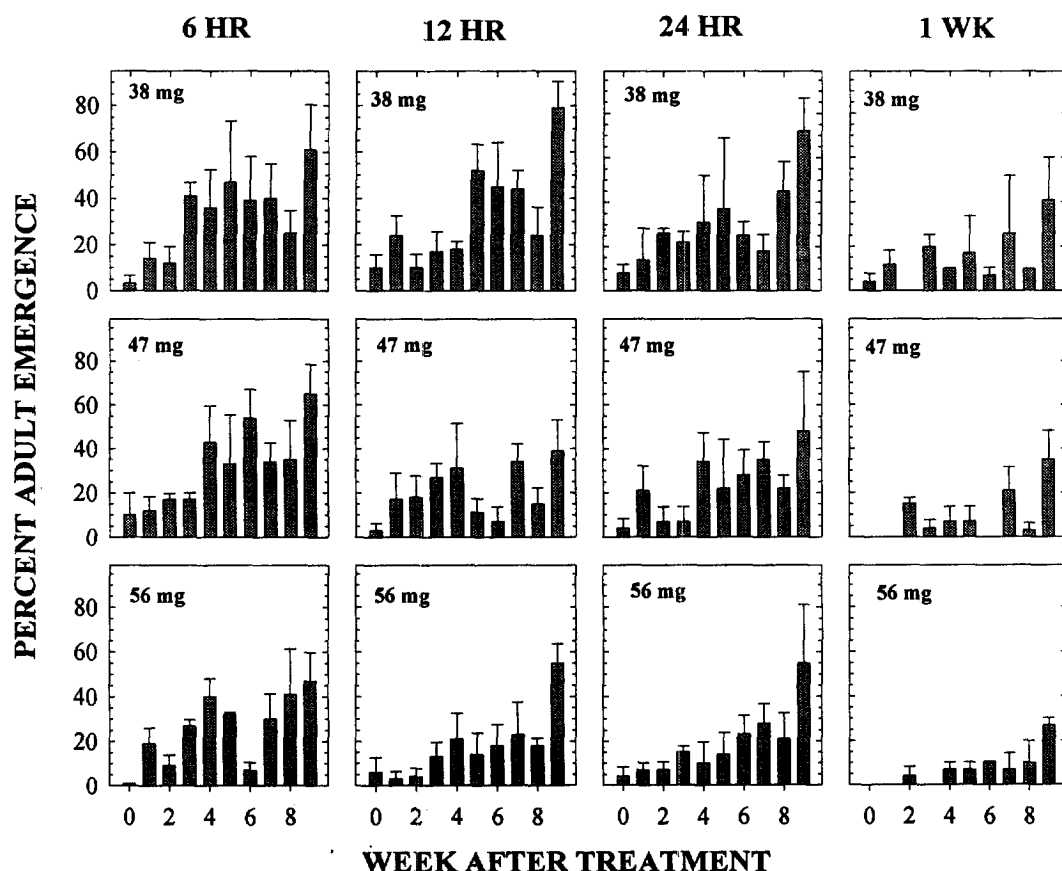 6 HR 12 HR 24 HR 1 WK
38 mg 38 mg 38 mg 38 mg
80
60
40
20
0
47 mg 47 mg 47 mg 47 mg
80
60
40
20
0
56 mg 56 mg 56 mg 56 mg
80
60
40
20
0
0 2 4 6 8 0 2 4 6 8 0 2 4 6 8 0 2 4 6 8
PERCENT ADULT EMERGENCE
WEEK AFTER TREATMENT